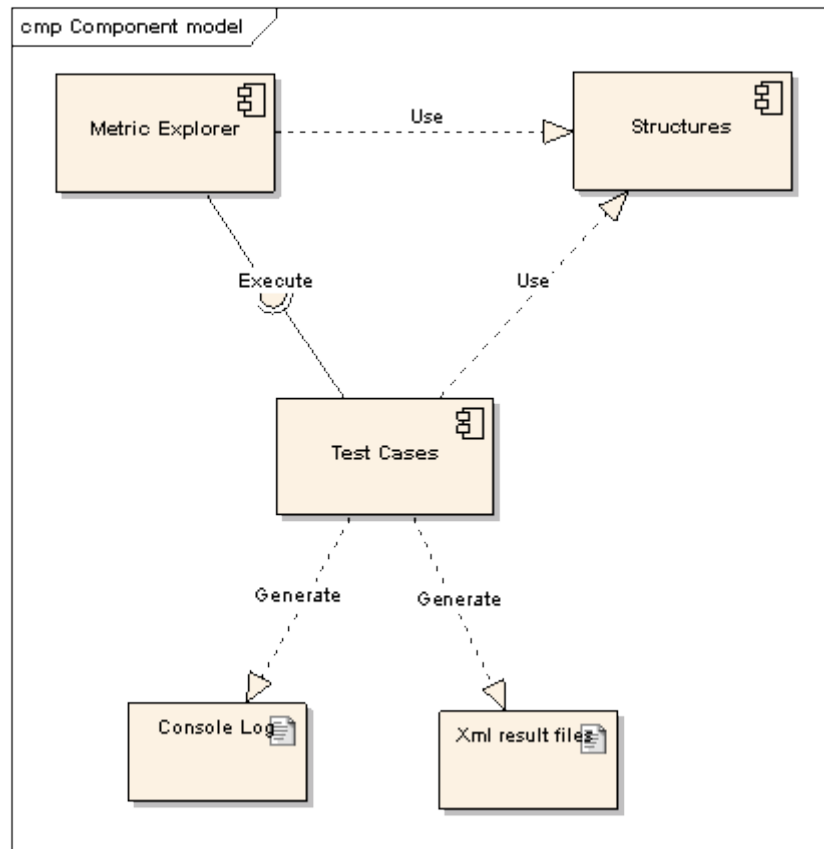 cmp Component model
Metric Explorer
Use
Structures
Execute
Use
Test Cases
Generate
Generate
Console Log
Xml result files